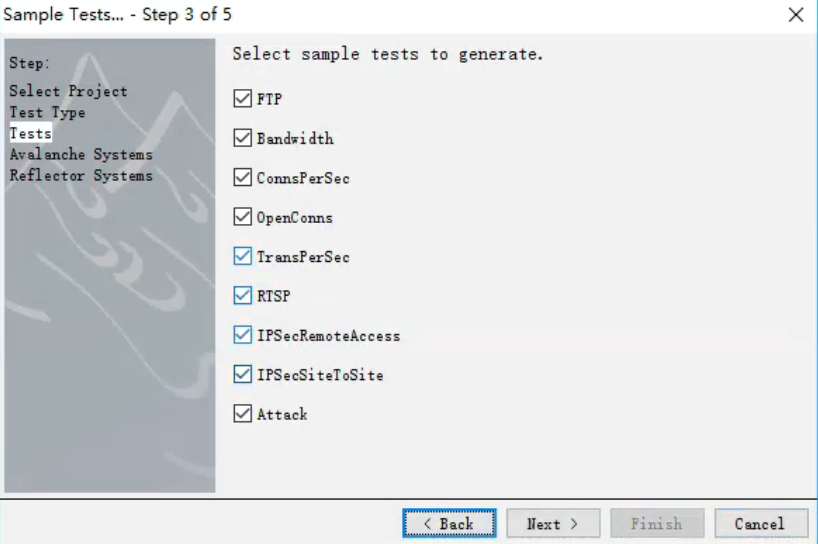 Sample Tests... - Step 3 of 5
Step:
Select Project
Test Type
Tests
Avalanche Systems
Reflector Systems
Select sample tests to generate.
FTP
Bandwidth
ConnsPerSec
OpenConns
TransPerSec
RTSP
IPSecRemoteAccess
IPSecSiteToSite
Attack
< Back
Next >
Finish
Cancel